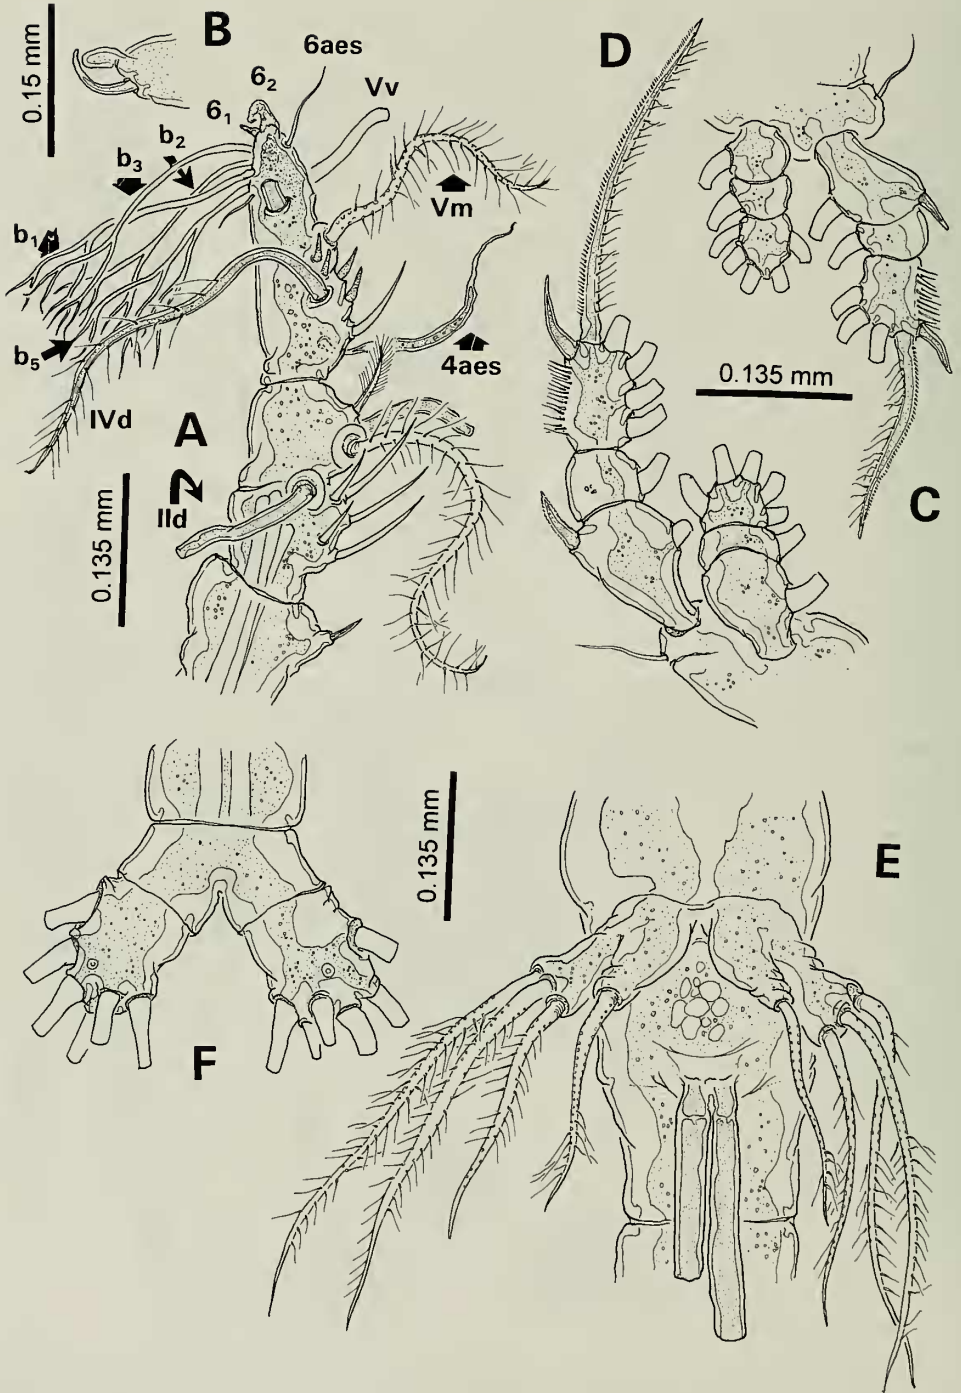 0.15 mm
B
6aes
6₂
Vv
6₁
b₂
b₃
Vm
b₁
b₅
4aes
IVd
A
IId
0.135 mm
D
0.135 mm
C
0.135 mm
E
F